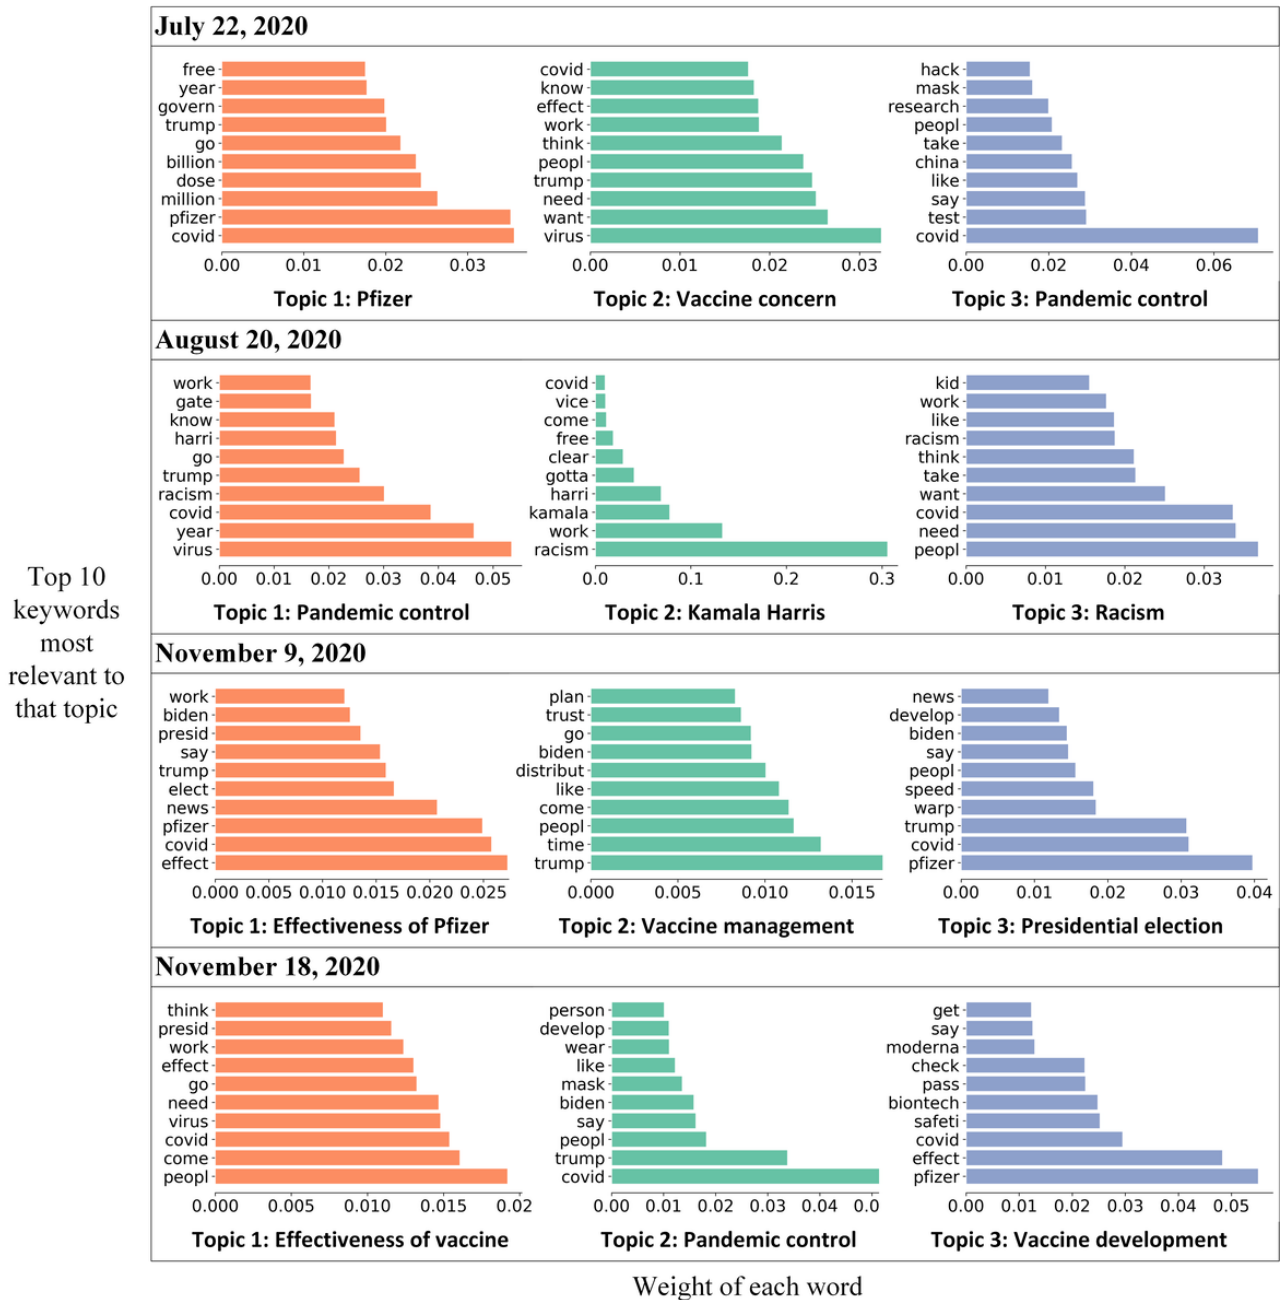 July 22, 2020
free
year
govern
trump
go
billion
dose
million
pfizer
covid
0.00 0.01 0.02 0.03
Topic 1: Pfizer
covid
know
effect
work
think
peopl
trump
need
want
virus
0.00 0.01 0.02 0.03
Topic 2: Vaccine concern
hack
mask
research
peopl
take
china
like
say
test
covid
0.00 0.02 0.04 0.06
Topic 3: Pandemic control
August 20, 2020
work
gate
know
harri
go
trump
racism
covid
year
virus
0.00 0.01 0.02 0.03 0.04 0.05
Topic 1: Pandemic control
covid
vice
come
free
clear
gotta
harri
kamala
work
racism
0.0 0.1 0.2 0.3
Topic 2: Kamala Harris
kid
work
like
racism
think
take
want
covid
need
peopl
0.00 0.01 0.02 0.03
Topic 3: Racism
Top 10
keywords
most
relevant to
that topic
November 9, 2020
work
biden
presid
say
trump
elect
news
pfizer
covid
effect
0.000 0.005 0.010 0.015 0.020 0.025
Topic 1: Effectiveness of Pfizer
plan
trust
go
biden
distribut
like
come
peopl
time
trump
0.000 0.005 0.010 0.015
Topic 2: Vaccine management
news
develop
biden
say
peopl
speed
warp
trump
covid
pfizer
0.00 0.01 0.02 0.03 0.04
Topic 3: Presidential election
November 18, 2020
think
presid
work
effect
go
need
virus
covid
come
peopl
0.000 0.005 0.010 0.015 0.02
Topic 1: Effectiveness of vaccine
person
develop
wear
like
mask
biden
say
peopl
trump
covid
0.00 0.01 0.02 0.03 0.04 0.0
Topic 2: Pandemic control
get
say
moderna
check
pass
biontech
safeti
covid
effect
pfizer
0.00 0.01 0.02 0.03 0.04 0.05
Topic 3: Vaccine development
Weight of each word